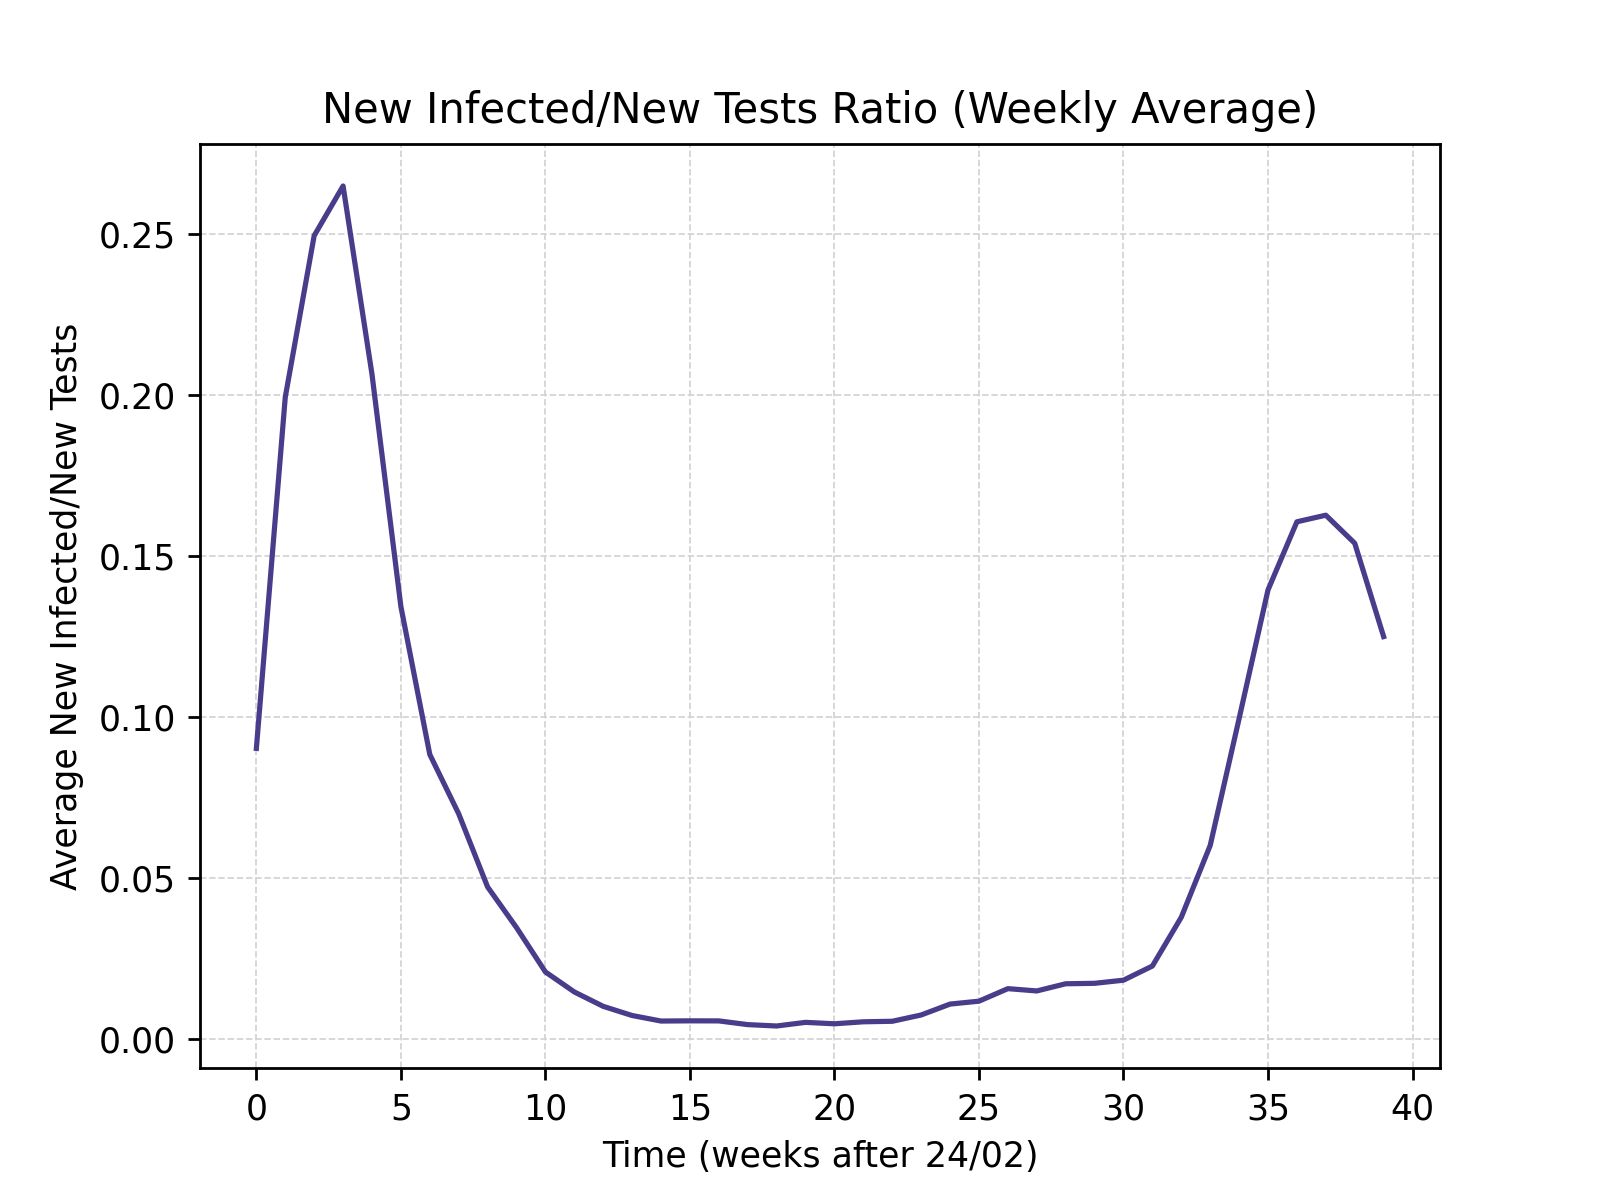 New Infected/New Tests Ratio (Weekly Average)
Average New Infected/New Tests
0.25
0.20
0.15
0.10
0.05
0.00
0 5 10 15 20 25 30 35 40
Time (weeks after 24/02)